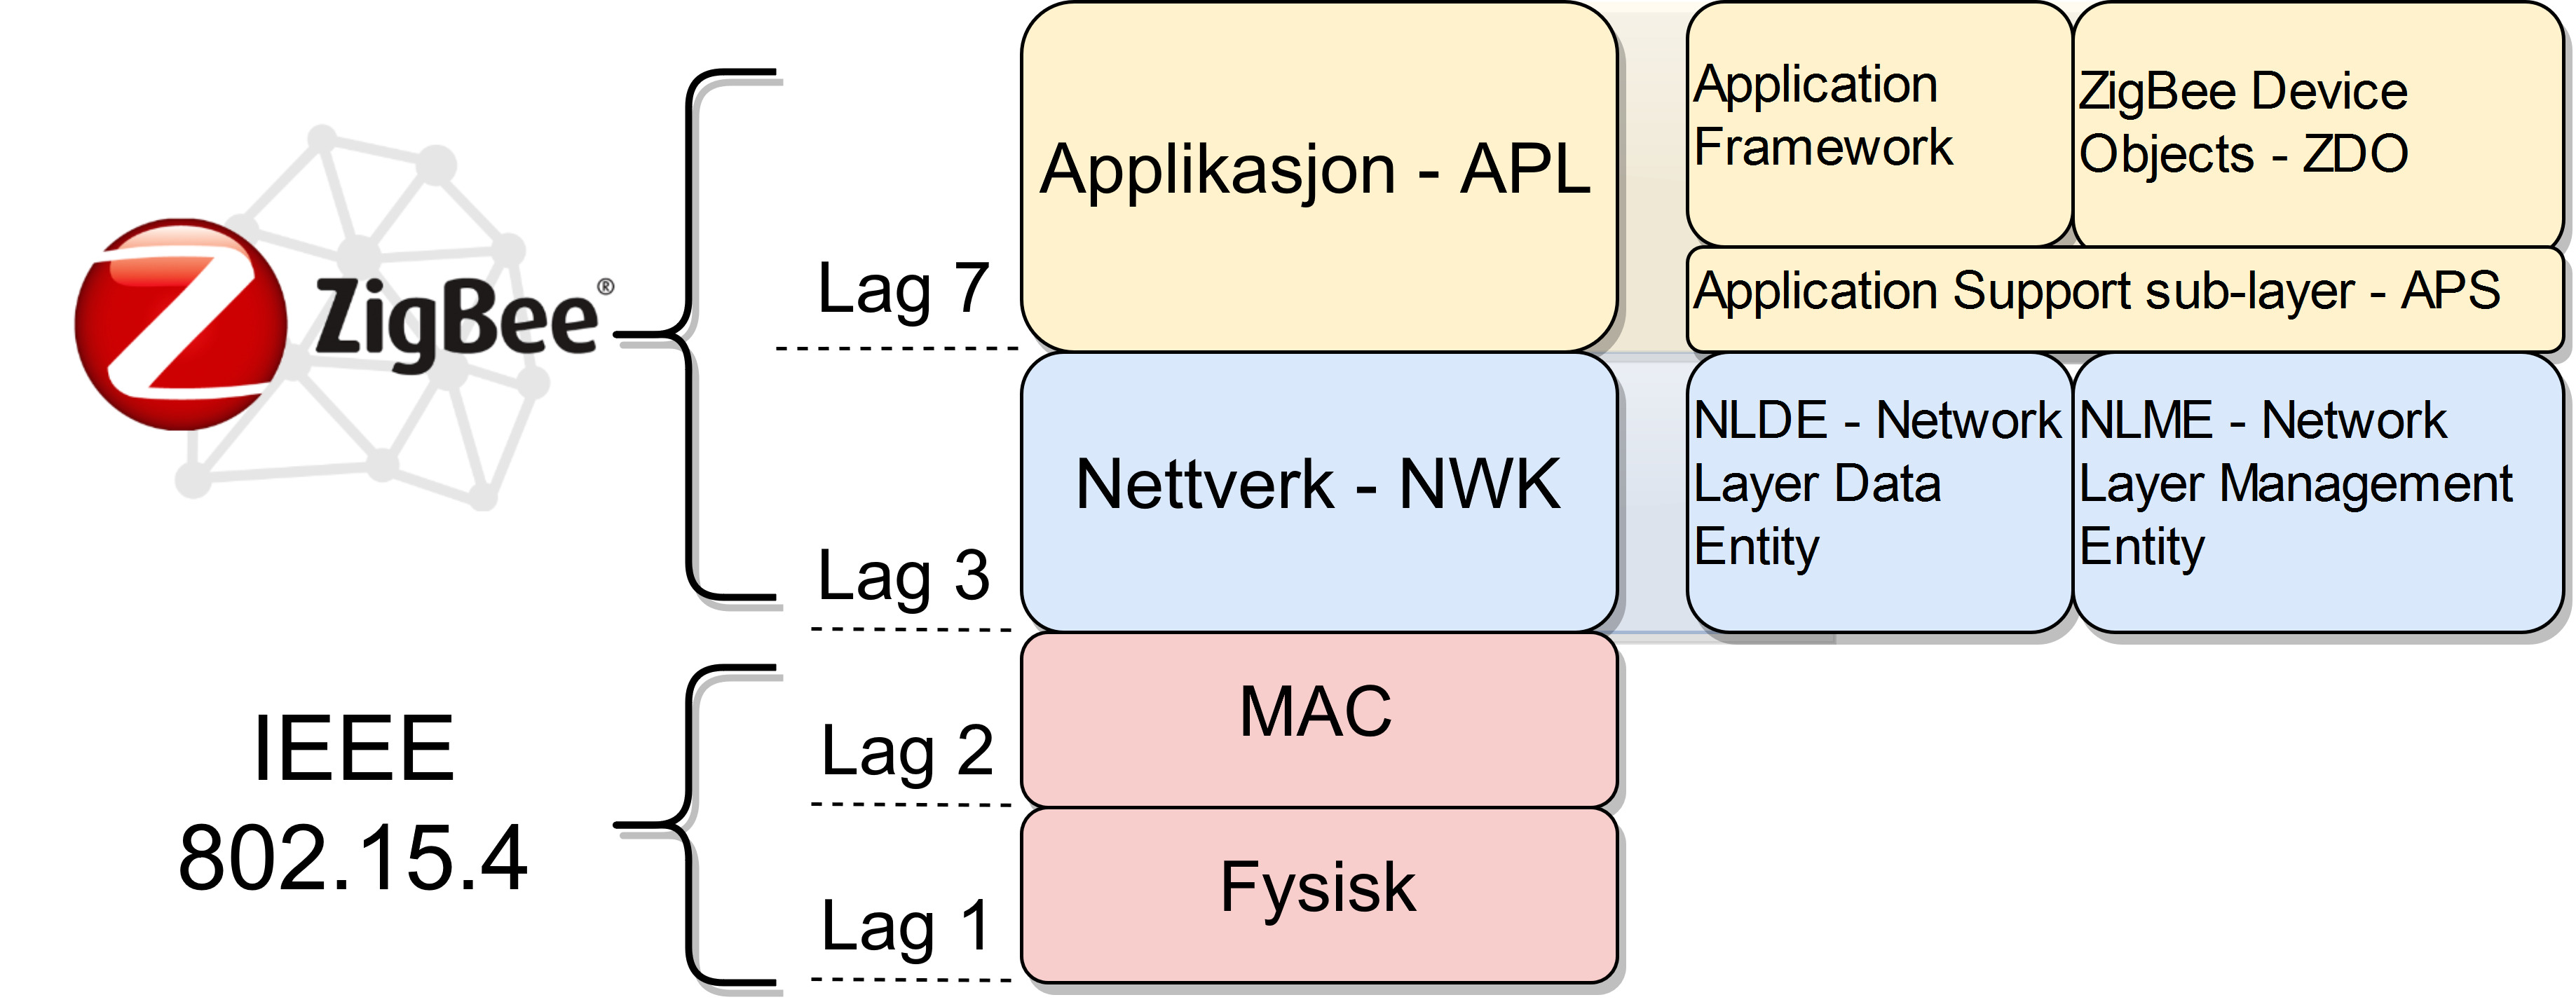 ZigBee®
IEEE
802.15.4
Lag 7
Lag 3
Lag 2
Lag 1
Applikasjon - APL
Nettverk - NWK
MAC
Fysisk
Application
Framework
ZigBee Device
Objects - ZDO
Application Support sub-layer - APS
NLDE - Network
Layer Data
Entity
NLME - Network
Layer Management
Entity